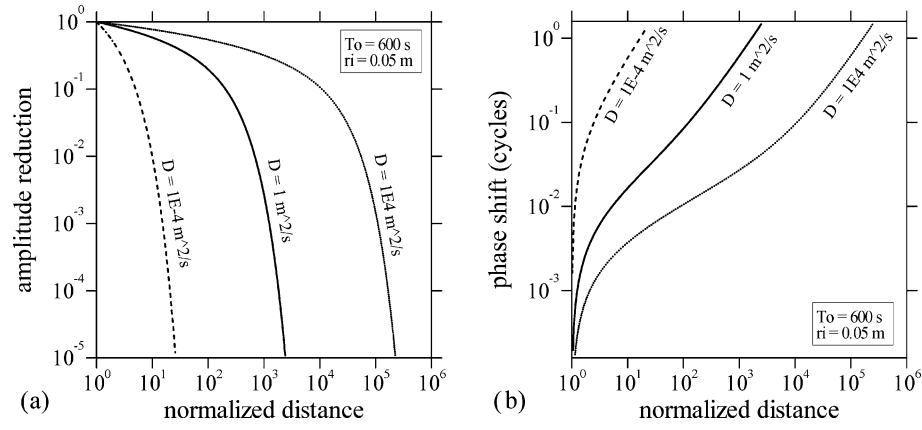 10^0
10^-1
10^-2
10^-3
10^-4
10^-5
amplitude reduction
To = 600 s
ri = 0.05 m
D = 1E-4 m^2/s
D = 1 m^2/s
D = 1E4 m^2/s
10^0 10^1 10^2 10^3 10^4 10^5 10^6
(a) normalized distance
10^0
10^-1
10^-2
10^-3
phase shift (cycles)
D = 1E-4 m^2/s
D = 1 m^2/s
D = 1E4 m^2/s
To = 600 s
ri = 0.05 m
10^0 10^1 10^2 10^3 10^4 10^5 10^6
(b) normalized distance